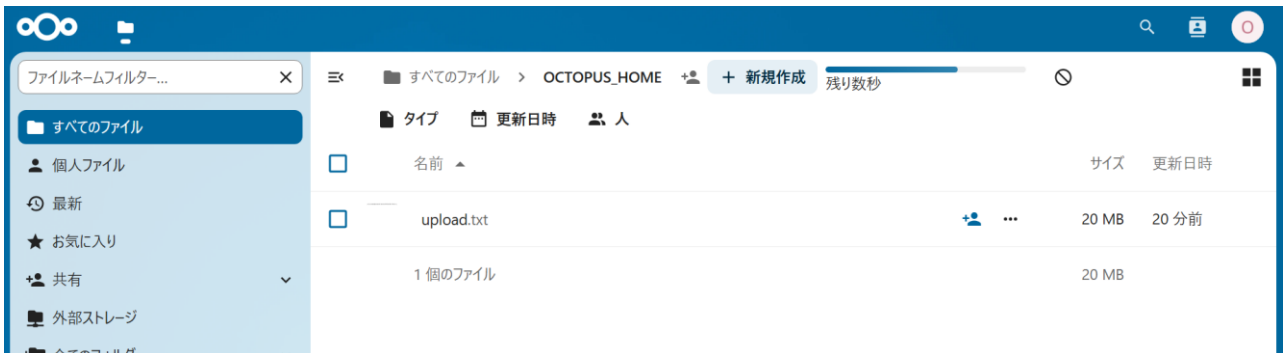 O
ファイルネームフィルター...
すべてのファイル > OCTOPUS_HOME + 新規作成 残り数秒
すべてのファイル
タイプ 更新日時 人
個人ファイル
名前 サイズ 更新日時
最新
お気に入り
upload.txt 20 MB 20 分前
共有
1 個のファイル 20 MB
外部ストレージ